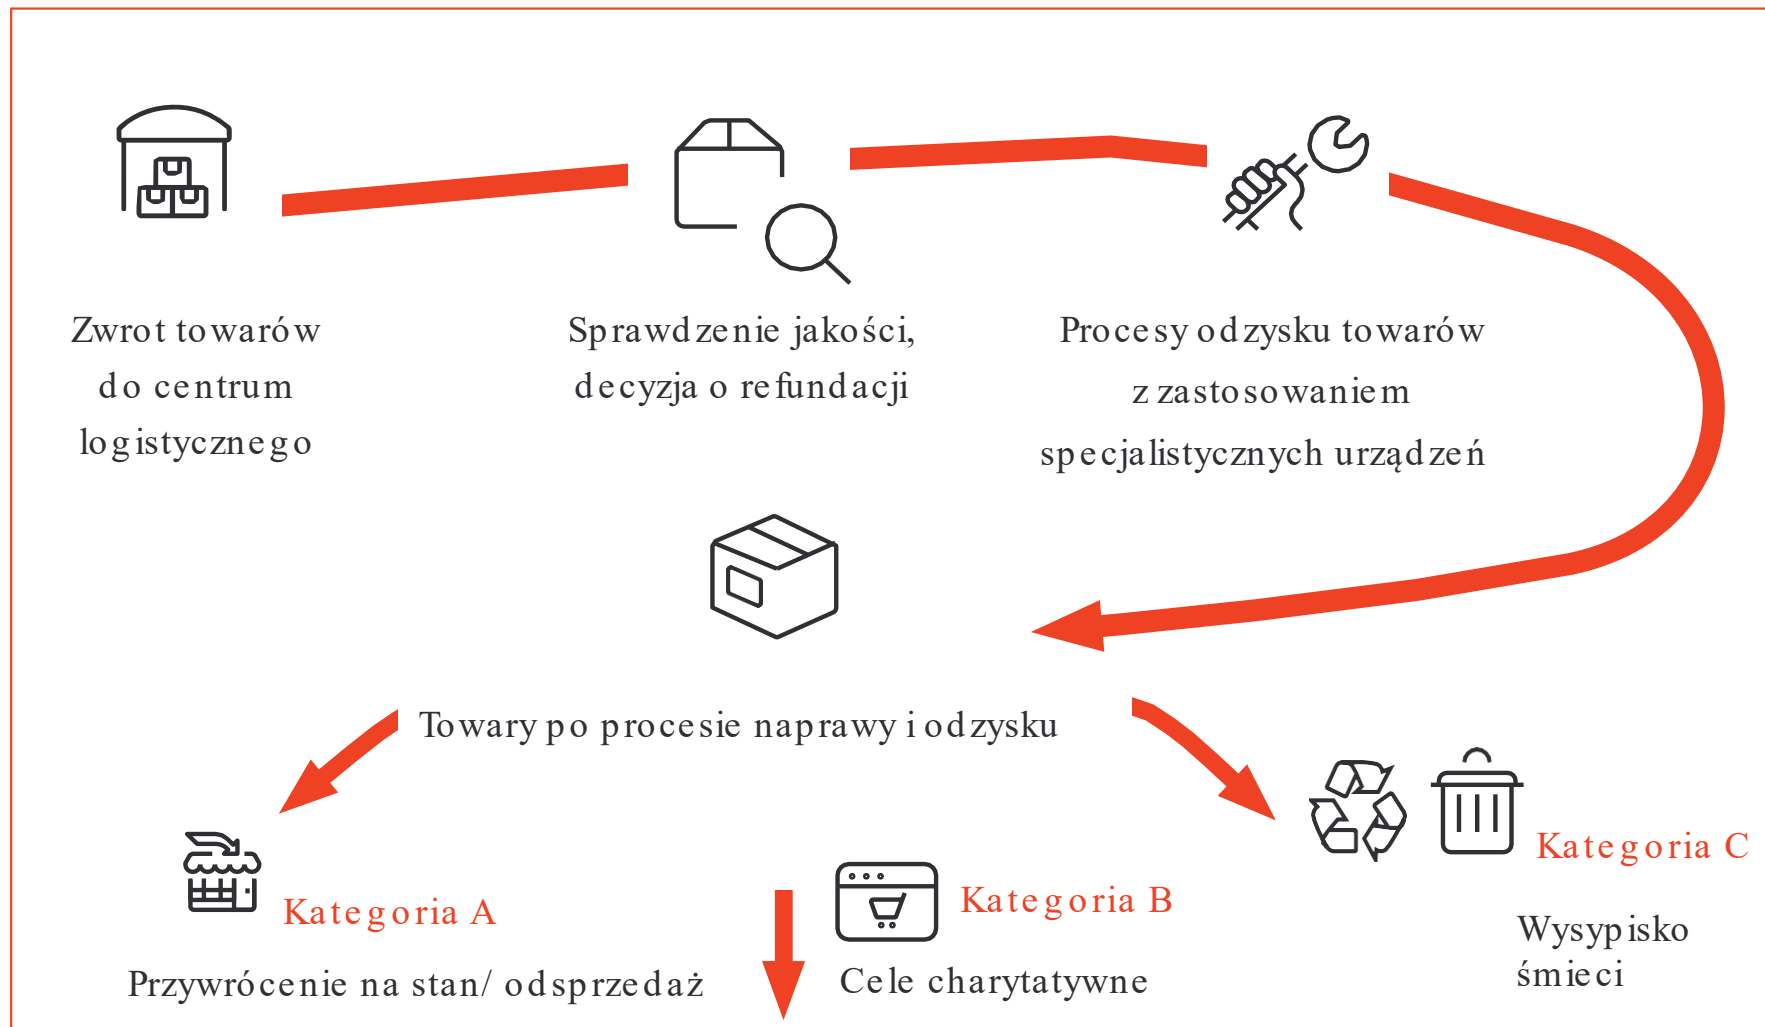 Zwrot towarów
do centrum
logistycznego
Sprawdzenie jakości,
decyzja o refundacji
Procesy odzysku towarów
z zastosowaniem
specjalistycznych urządzeń
Towary po procesie naprawy i odzysku
Kategoria A
Przywrócenie na stan/ odsprzedaż
Kategoria B
Cele charytatywne
Kategoria C
Wysypisko
śmieci